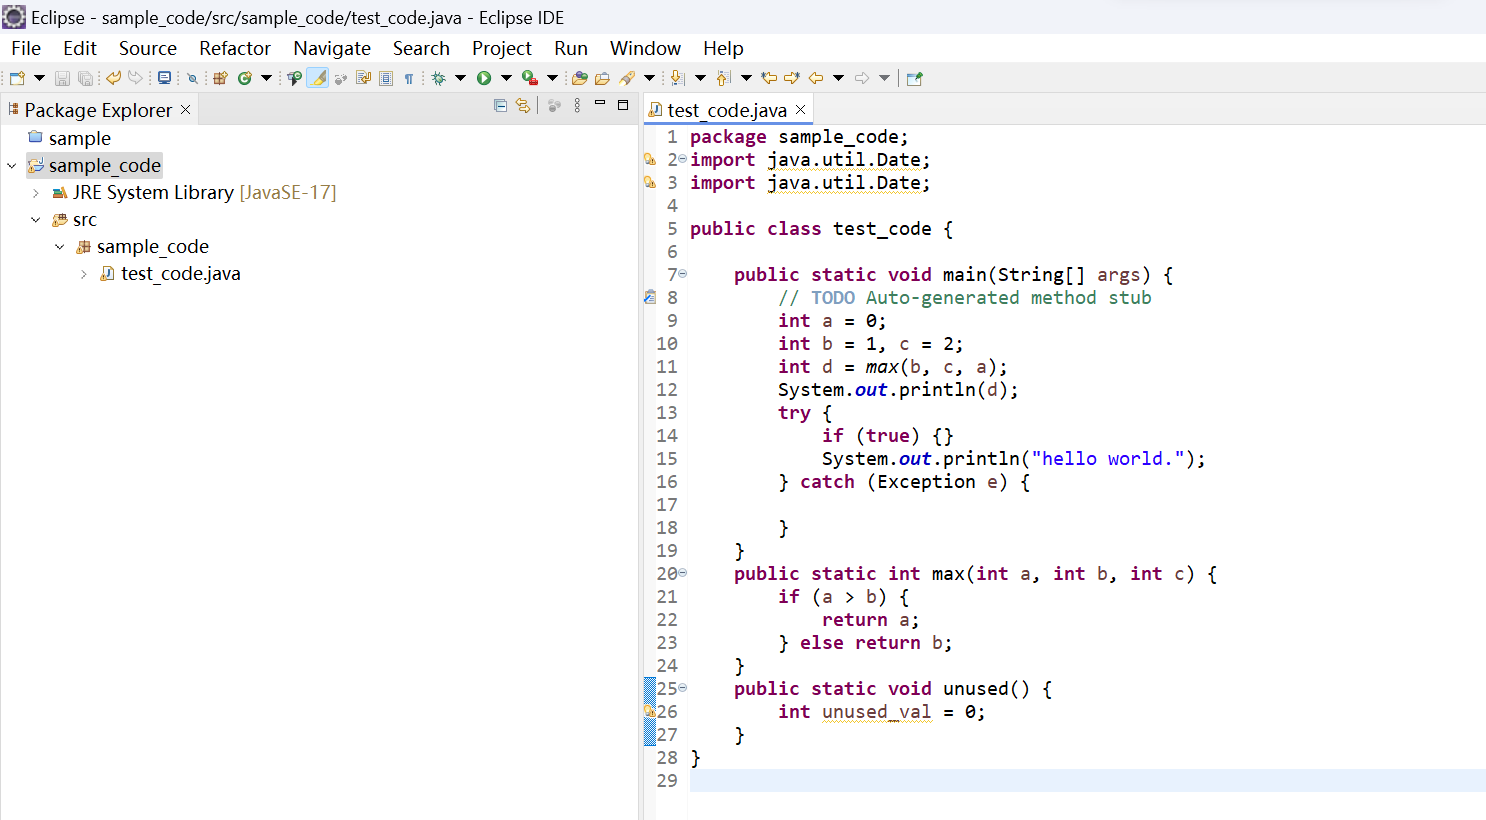 Eclipse - sample_code/src/sample_code/test_code.java - Eclipse IDE
File Edit Source Refactor Navigate Search Project Run Window Help
Package Explorer
sample
sample_code
JRE System Library [JavaSE-17]
src
sample_code
test_code.java
test_code.java
1 package sample_code;
2 import java.util.Date;
3 import java.util.Date;
4
5 public class test_code {
6
7 public static void main(String[] args) {
8 // TODO Auto-generated method stub
9 int a = 0;
10 int b = 1, c = 2;
11 int d = max(b, c, a);
12 System.out.println(d);
13 try {
14 if (true) {}
15 System.out.println("hello world.");
16 } catch (Exception e) {
17
18 }
19 }
20 public static int max(int a, int b, int c) {
21 if (a > b) {
22 return a;
23 } else return b;
24 }
25 public static void unused() {
26 int unused_val = 0;
27 }
28 }
29